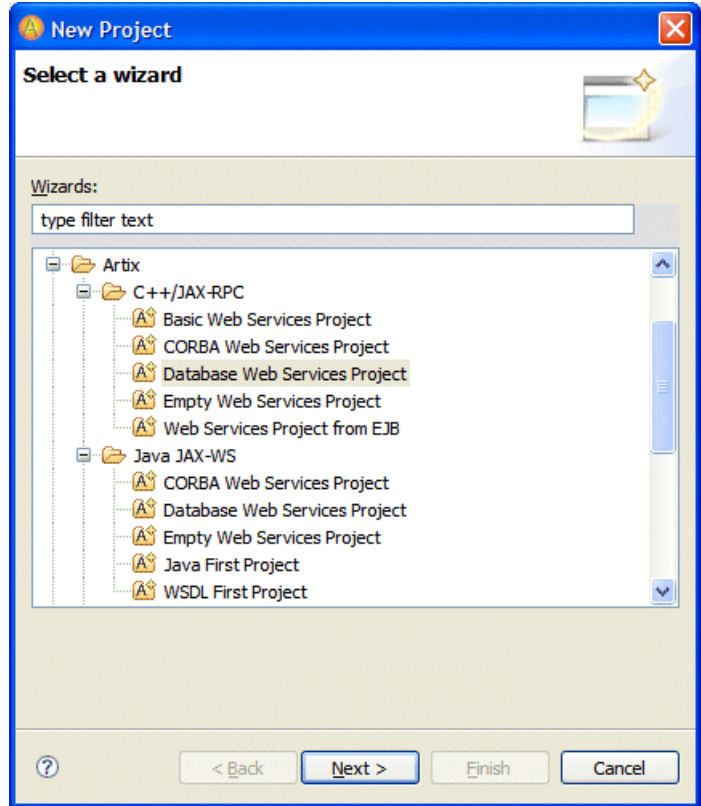 New Project
Select a wizard
Wizards:
type filter text
Artix
C++/JAX-RPC
Basic Web Services Project
CORBA Web Services Project
Database Web Services Project
Empty Web Services Project
Web Services Project from EJB
Java JAX-WS
CORBA Web Services Project
Database Web Services Project
Empty Web Services Project
Java First Project
WSDL First Project
< Back Next > Finish Cancel